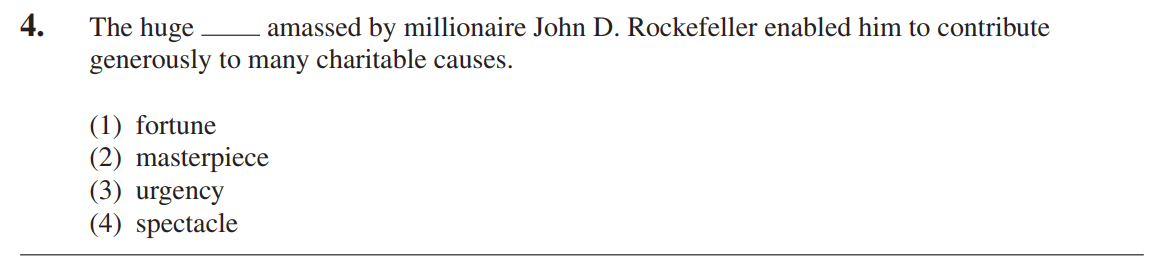 4. The huge _____ amassed by millionaire John D. Rockefeller enabled him to contribute
generously to many charitable causes.
(1) fortune
(2) masterpiece
(3) urgency
(4) spectacle